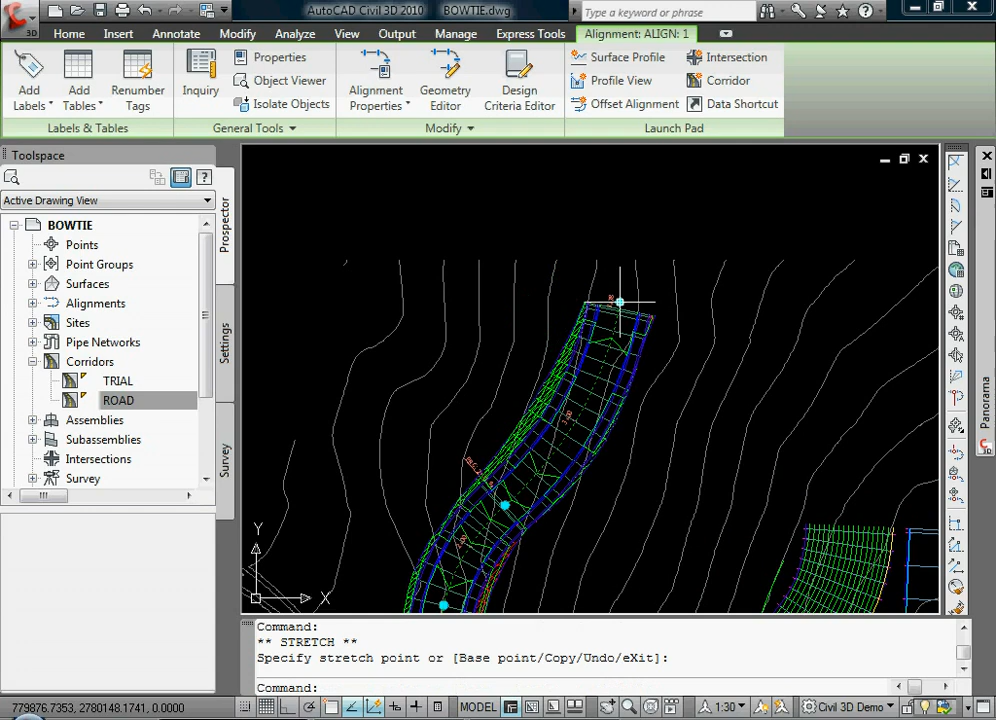 AutoCAD Civil 3D 2010 BOWTIE.dwg
Type a keyword or phrase
3D
Home Insert Annotate Modify Analyze View Output Manage Express Tools Alignment: ALIGN: 1
Add Labels
Add Tables
Renumber Tags
Labels & Tables
Inquiry
Properties
Object Viewer
Isolate Objects
General Tools
Alignment Properties
Geometry Editor
Design Criteria Editor
Modify
Surface Profile
Profile View
Offset Alignment
Intersection
Corridor
Data Shortcut
Launch Pad
Toolspace
Active Drawing View
BOWTIE
Points
Point Groups
Surfaces
Alignments
Sites
Pipe Networks
Corridors
TRIAL
ROAD
Assemblies
Subassemblies
Intersections
Survey
Prospector
Settings
Survey
Panorama
Y
X
Command:
** STRETCH **
Specify stretch point or [Base point/Copy/Undo/eXit]:
Command:
779876.7353, 2780148.1741, 0.0000
MODEL
1:30
Civil 3D Demo